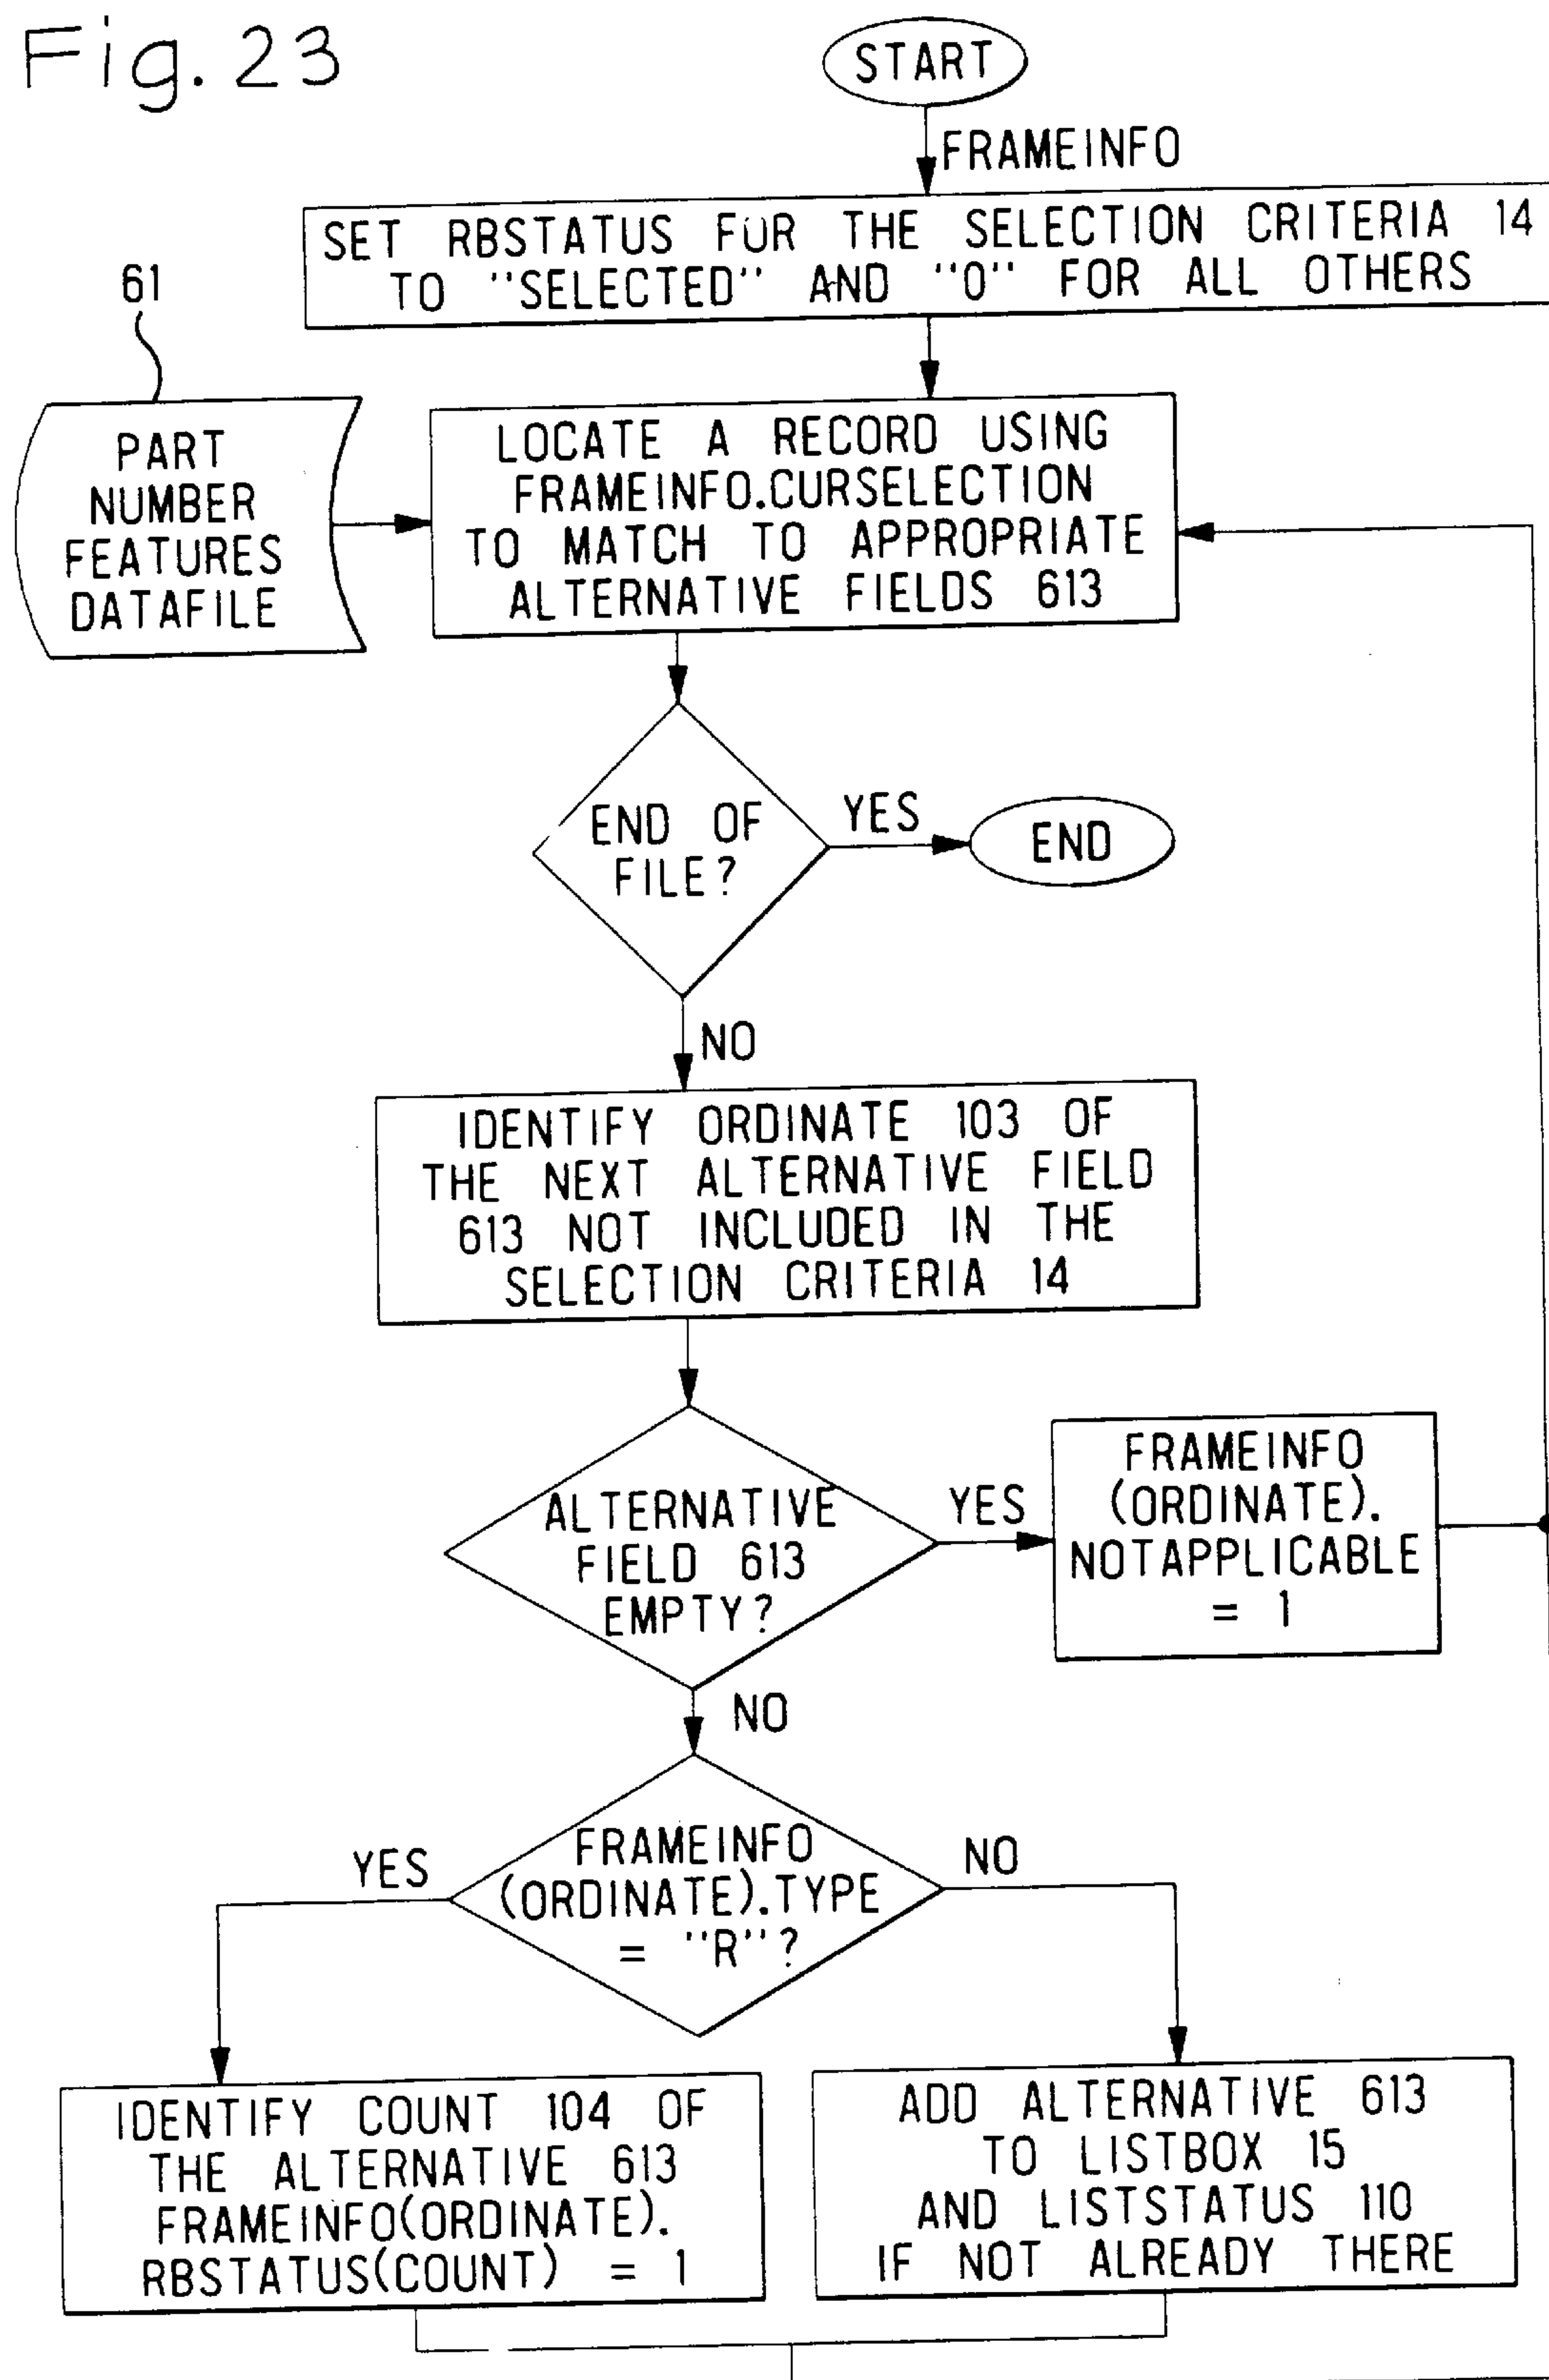 Fig. 23
START
FRAMEINFO
SET RBSTATUS FOR THE SELECTION CRITERIA 14
TO "SELECTED" AND "0" FOR ALL OTHERS
61
PART
NUMBER
FEATURES
DATAFILE
LOCATE A RECORD USING
FRAMEINFO.CURSELECTION
TO MATCH TO APPROPRIATE
ALTERNATIVE FIELDS 613
END OF
FILE?
YES
END
NO
IDENTIFY ORDINATE 103 OF
THE NEXT ALTERNATIVE FIELD
613 NOT INCLUDED IN THE
SELECTION CRITERIA 14
ALTERNATIVE
FIELD 613
EMPTY?
YES
FRAMEINFO
(ORDINATE).
NOTAPPLICABLE
= 1
NO
FRAMEINFO
(ORDINATE).TYPE
= "R"?
YES
NO
IDENTIFY COUNT 104 OF
THE ALTERNATIVE 613
FRAMEINFO(ORDINATE).
RBSTATUS(COUNT) = 1
ADD ALTERNATIVE 613
TO LISTBOX 15
AND LISTSTATUS 110
IF NOT ALREADY THERE